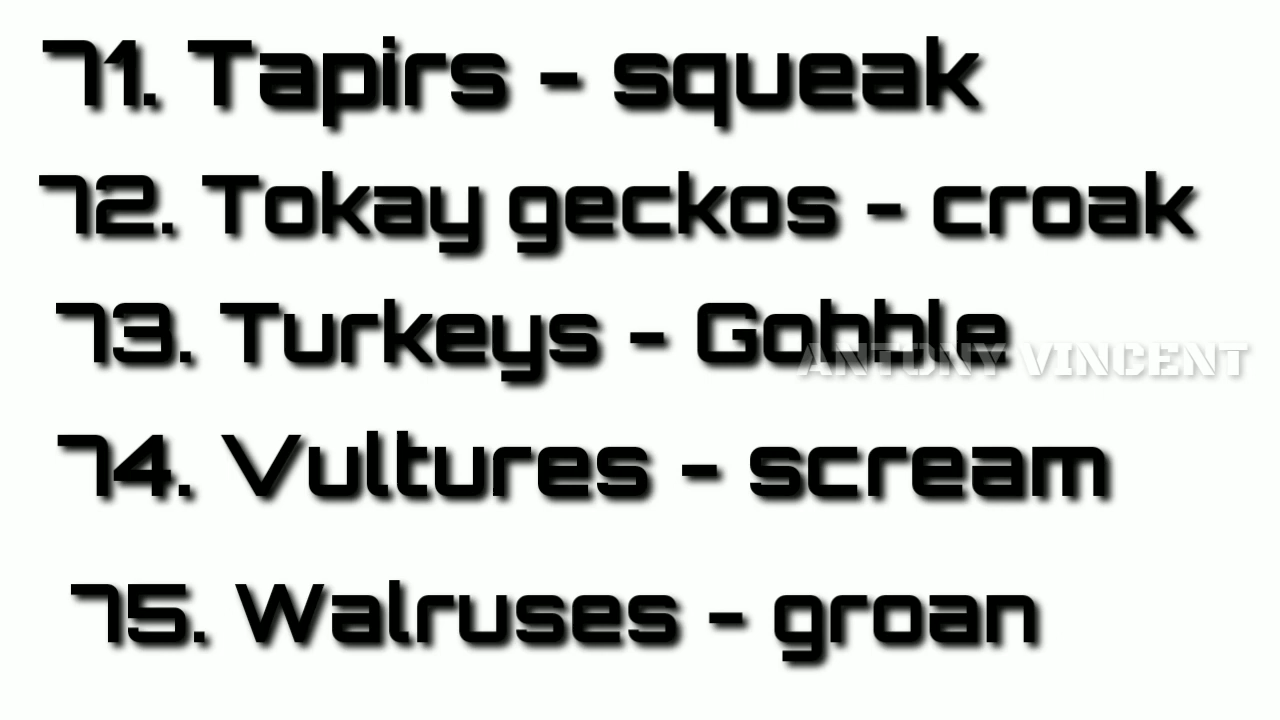 71. Tapirs - squeak
72. Tokay geckos - croak
73. Turkeys - Gobble
ANTONY VINCENT
74. Vultures - scream
75. Walruses - groan